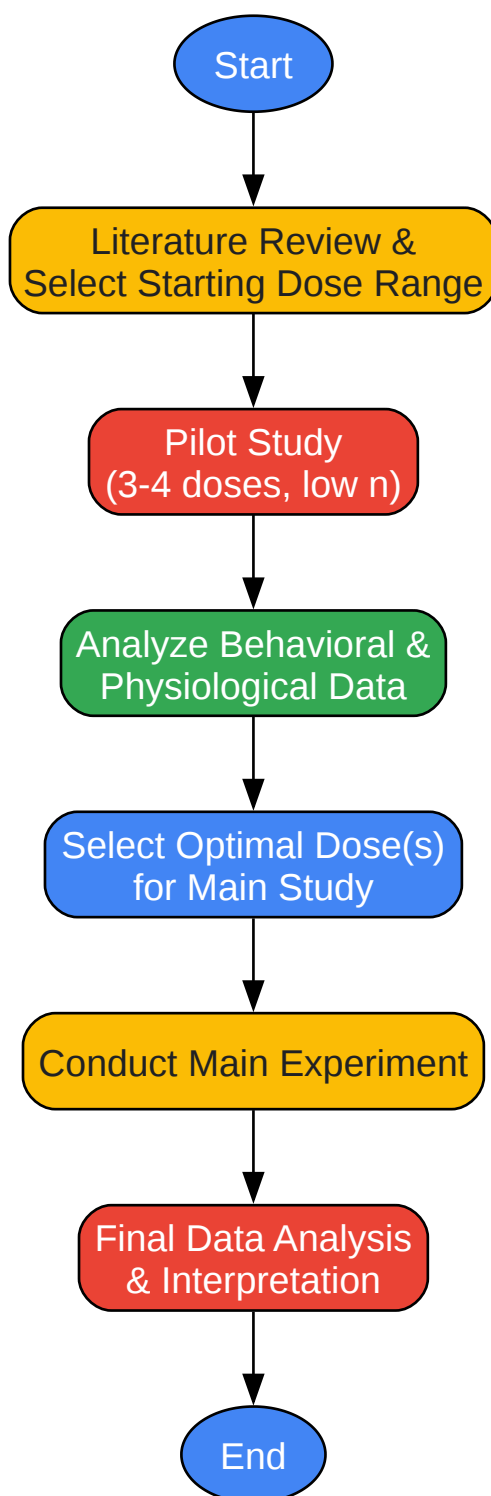 Start
Literature Review &
Select Starting Dose Range
Pilot Study
(3-4 doses, low n)
Analyze Behavioral &
Physiological Data
Select Optimal Dose(s)
for Main Study
Conduct Main Experiment
Final Data Analysis
& Interpretation
End